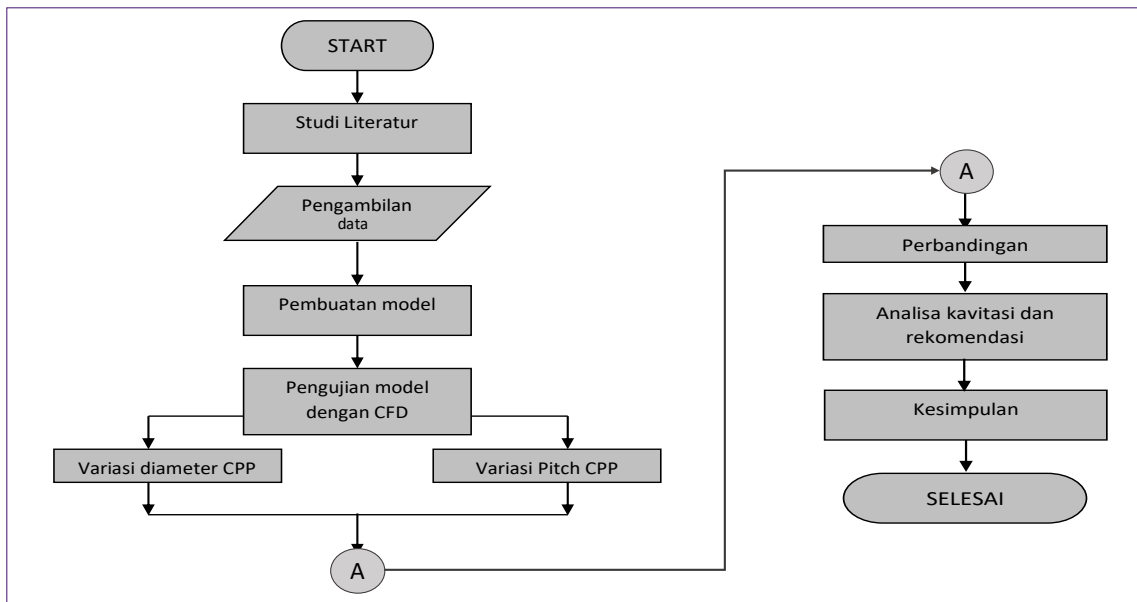 START
Studi Literatur
Pengambilan
data
Pembuatan model
Pengujian model
dengan CFD
Variasi diameter CPP
Variasi Pitch CPP
A
A
Perbandingan
Analisa kavitasi dan
rekomendasi
Kesimpulan
SELESAI